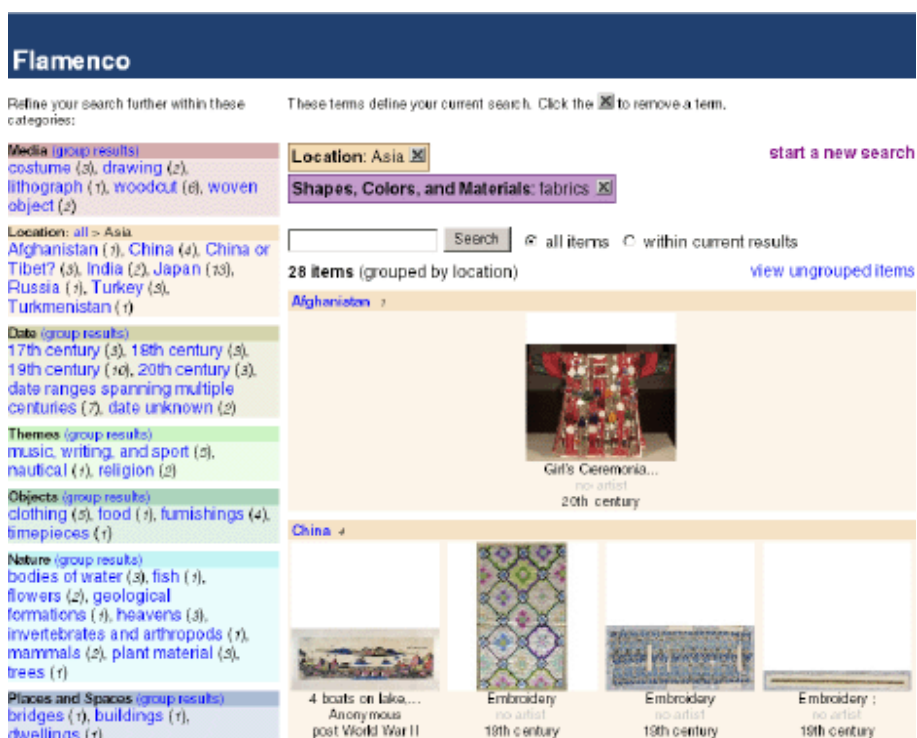 Flamenco
Refine your search further within these
categories:
Media (group results)
costume (3), drawing (2),
lithograph (1), woodcut (6), woven
object (2)
Location: all > Asia
Afghanistan (1), China (4), China or
Tibet? (3), India (2), Japan (13),
Russia (1), Turkey (3),
Turkmenistan (1)
Date (group results)
17th century (3), 18th century (3),
19th century (10), 20th century (3),
date ranges spanning multiple
centuries (7), date unknown (2)
Themes (group results)
music, writing, and sport
nautical (1), religion (2)
Objects (group results)
clothing (5), food (1), furnishings (4),
timepieces (1)
Nature (group results)
bodies of water (3), fish (1),
flowers (2), geological
formations (1), heavens (3),
invertebrates and arthropods (1),
mammals (2), plant material (3),
trees (1)
Places and Spaces (group results)
bridges (1), buildings (1),
dwellings (1)
These terms define your current search. Click the X to remove a term.
Location: Asia X
start a new search
Shapes, Colors, and Materials: fabrics X
Search all items within current results
28 items (grouped by location)
view ungrouped items
Afghanistan 1
Girl's Ceremonia...
no artist
20th century
China 4
4 boats on lake,...
Anonymous
post World War II
Embroidery
no artist
19th century
Embroidery
no artist
19th century
Embroidery :
no artist
19th century